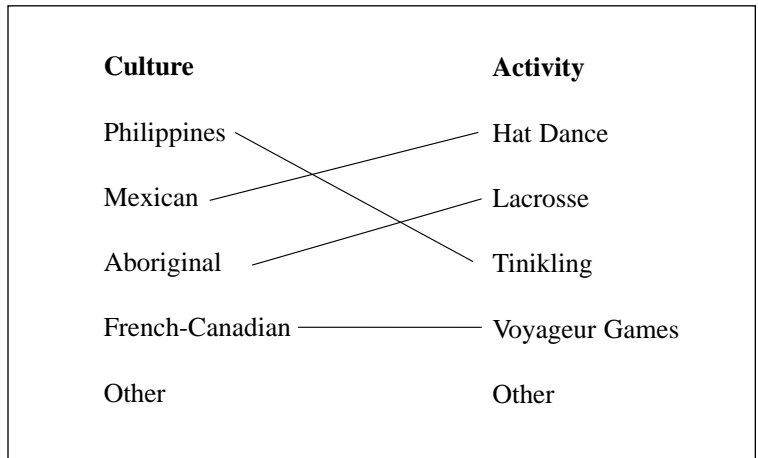 Culture Activity
Philippines Hat Dance
Mexican Lacrosse
Aboriginal Tinikling
French-Canadian Voyageur Games
Other Other